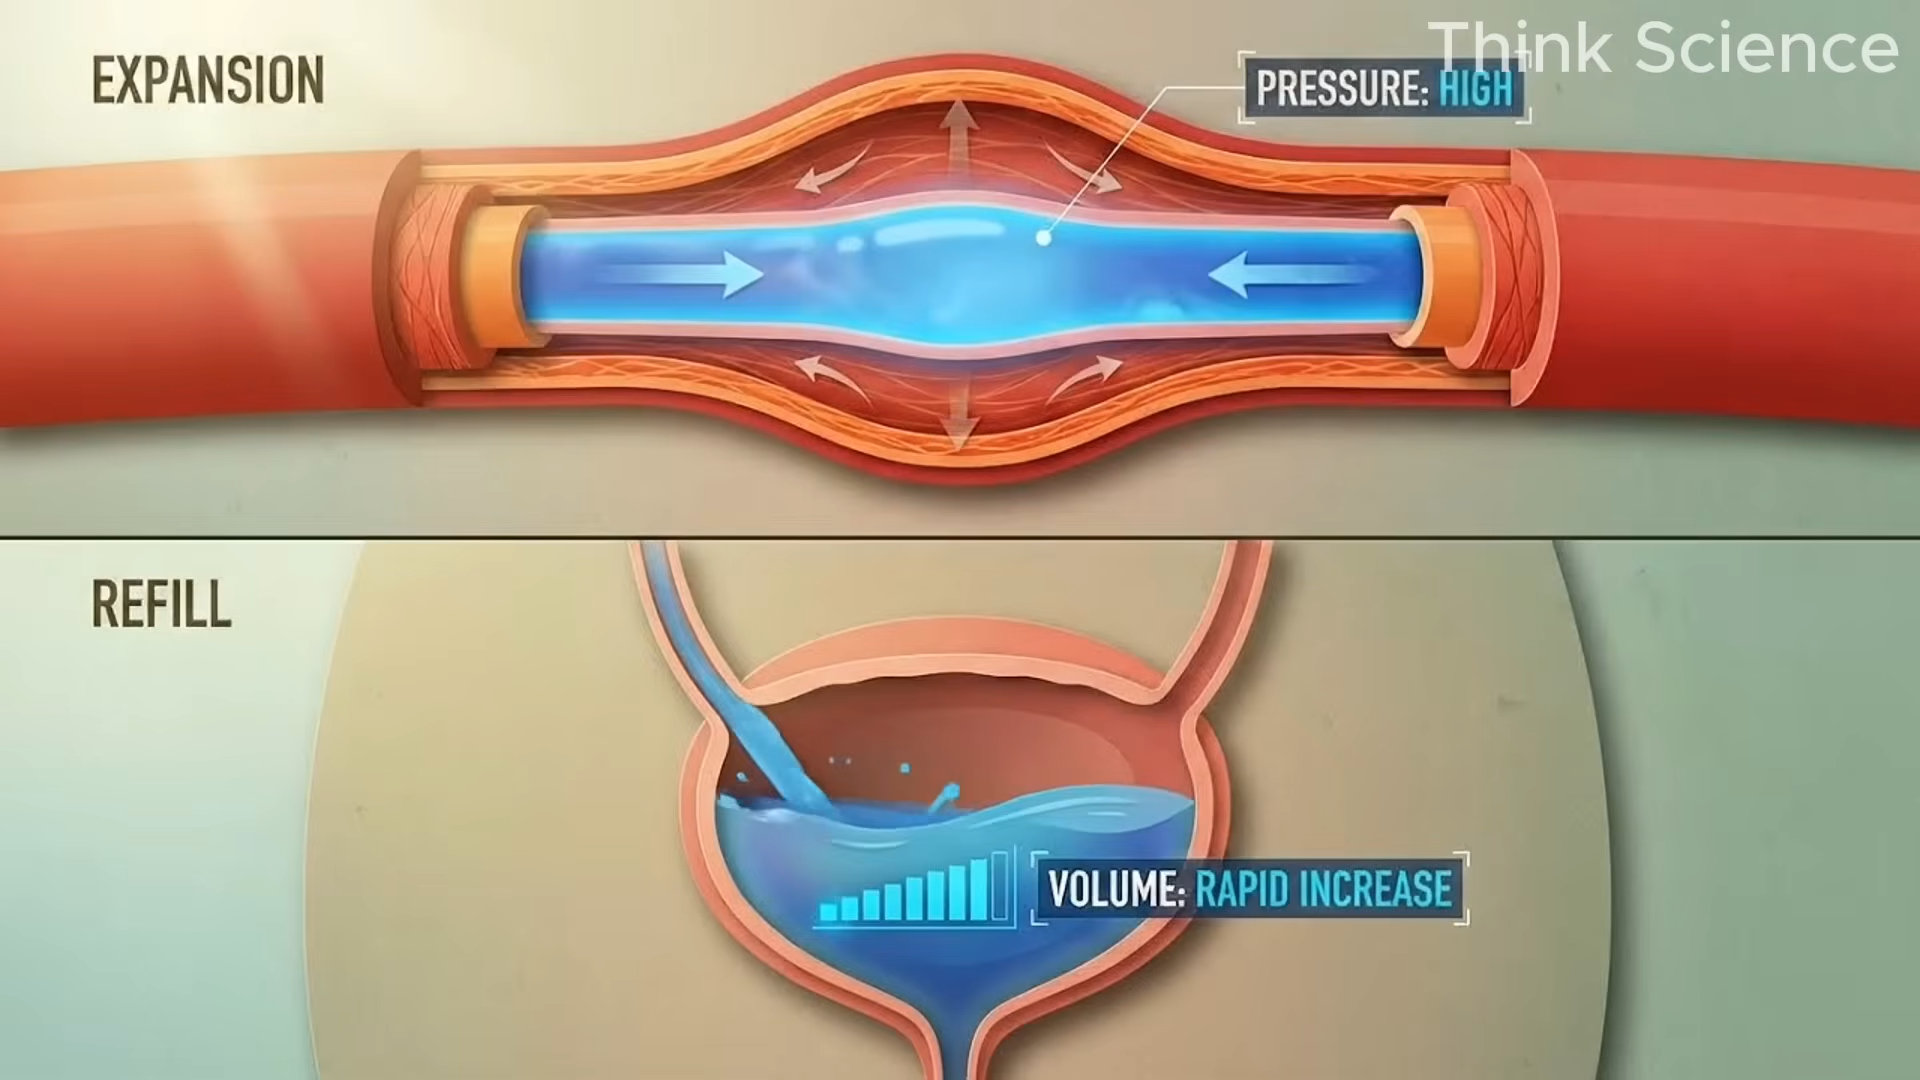 Think Science
EXPANSION
PRESSURE: HIGH
REFILL
VOLUME: RAPID INCREASE